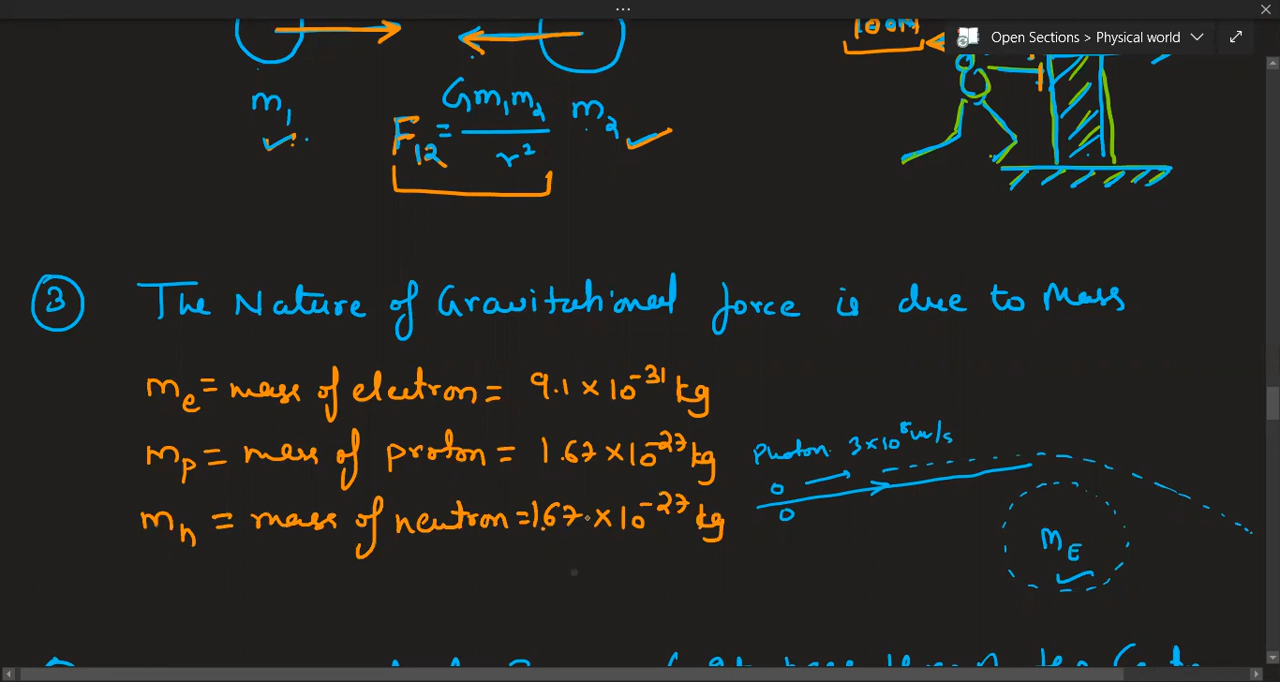 100N
Open Sections > Physical world
m₁
F₁₂ = Gm₁m₂ / r²
m₂
③ The Nature of Gravitational force is due to Mass
mₑ = mass of electron = 9.1 × 10⁻³¹ kg
mₚ = mass of proton = 1.67 × 10⁻²⁷ kg
Photon 3×10⁸ m/s
mₙ = mass of neutron = 1.67 × 10⁻²⁷ kg
M_E